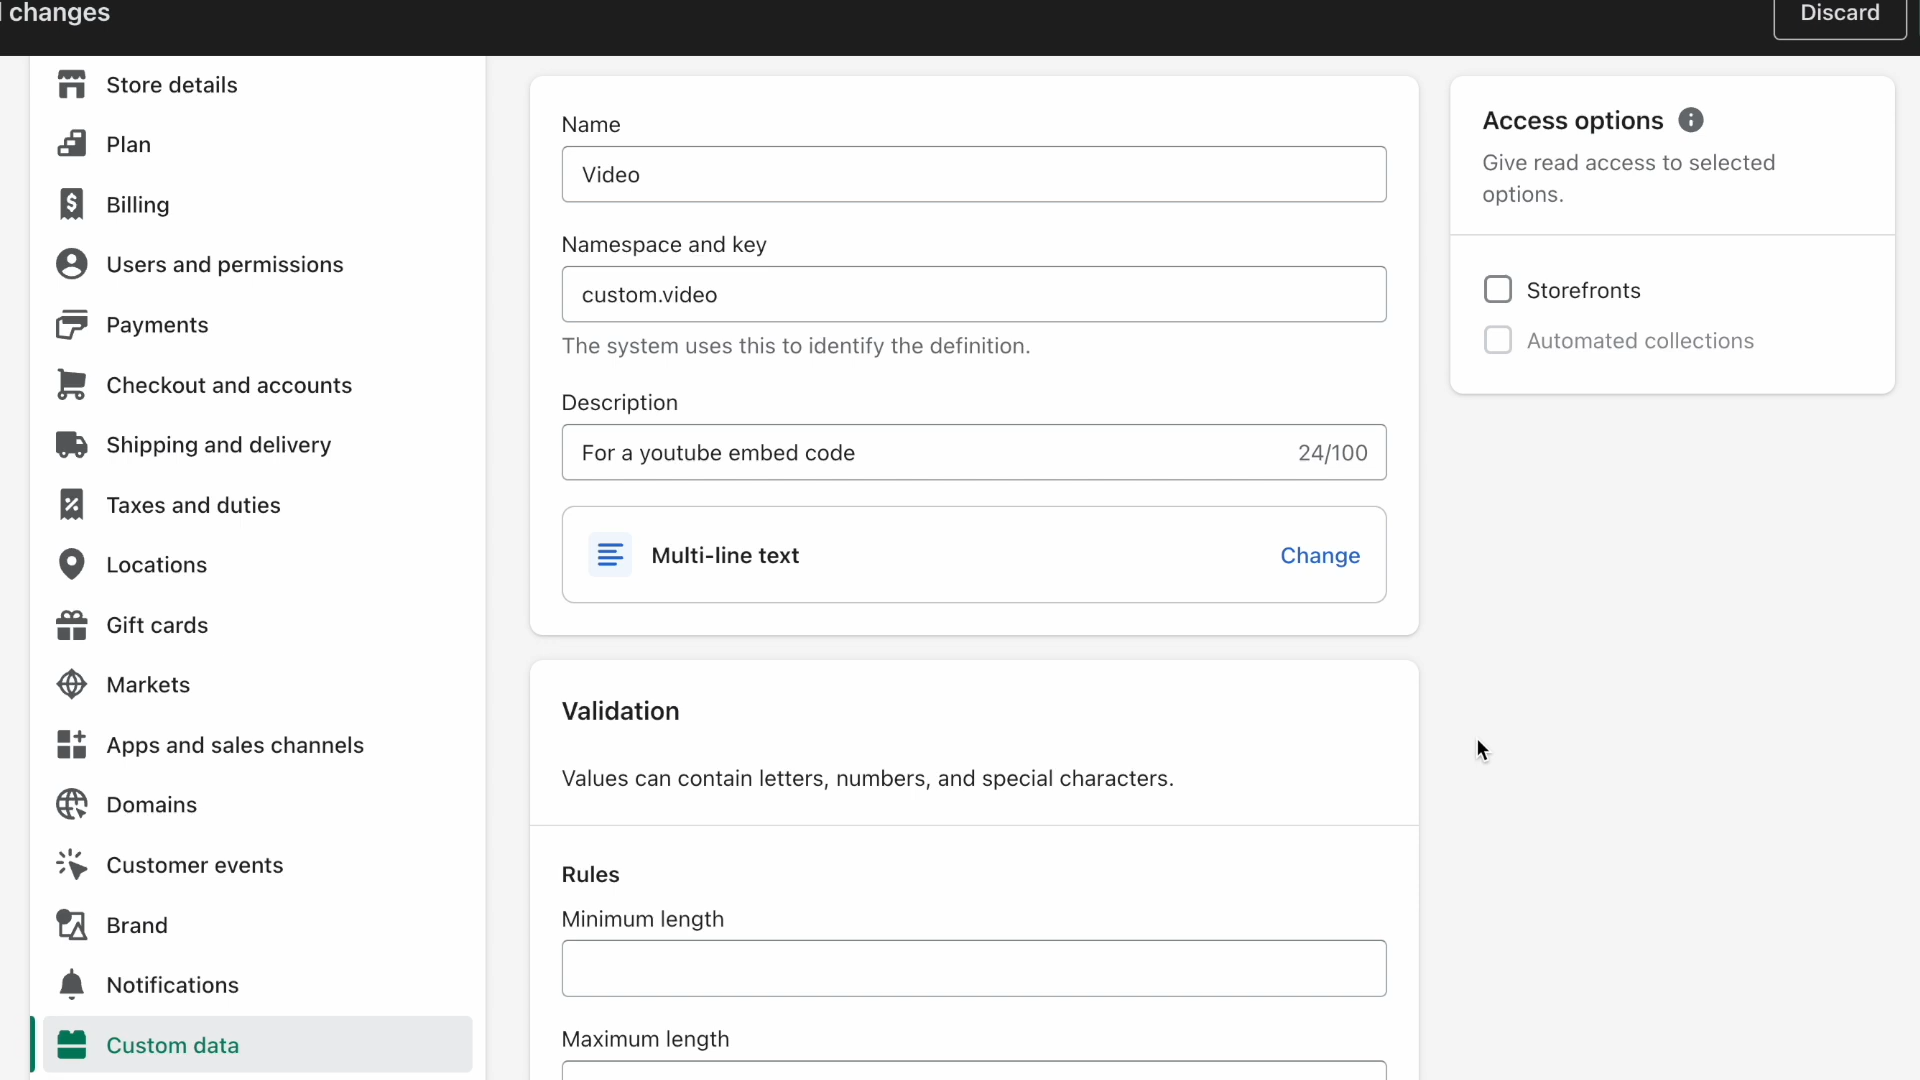 changes
Discard
Store details
Plan
Billing
Users and permissions
Payments
Checkout and accounts
Shipping and delivery
Taxes and duties
Locations
Gift cards
Markets
Apps and sales channels
Domains
Customer events
Brand
Notifications
Custom data
Name
Video
Namespace and key
custom.video
The system uses this to identify the definition.
Description
For a youtube embed code 24/100
Multi-line text Change
Validation
Values can contain letters, numbers, and special characters.
Rules
Minimum length
Maximum length
Access options
Give read access to selected
options.
Storefronts
Automated collections